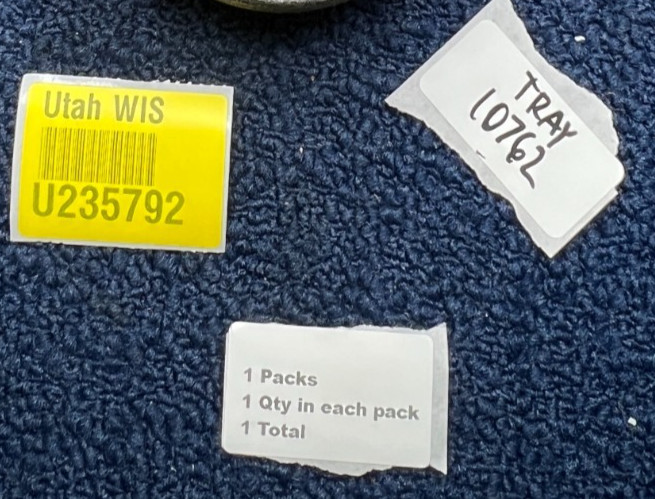 Utah WIS
U235792
TRAY
10762
1 Packs
1 Qty in each pack
1 Total